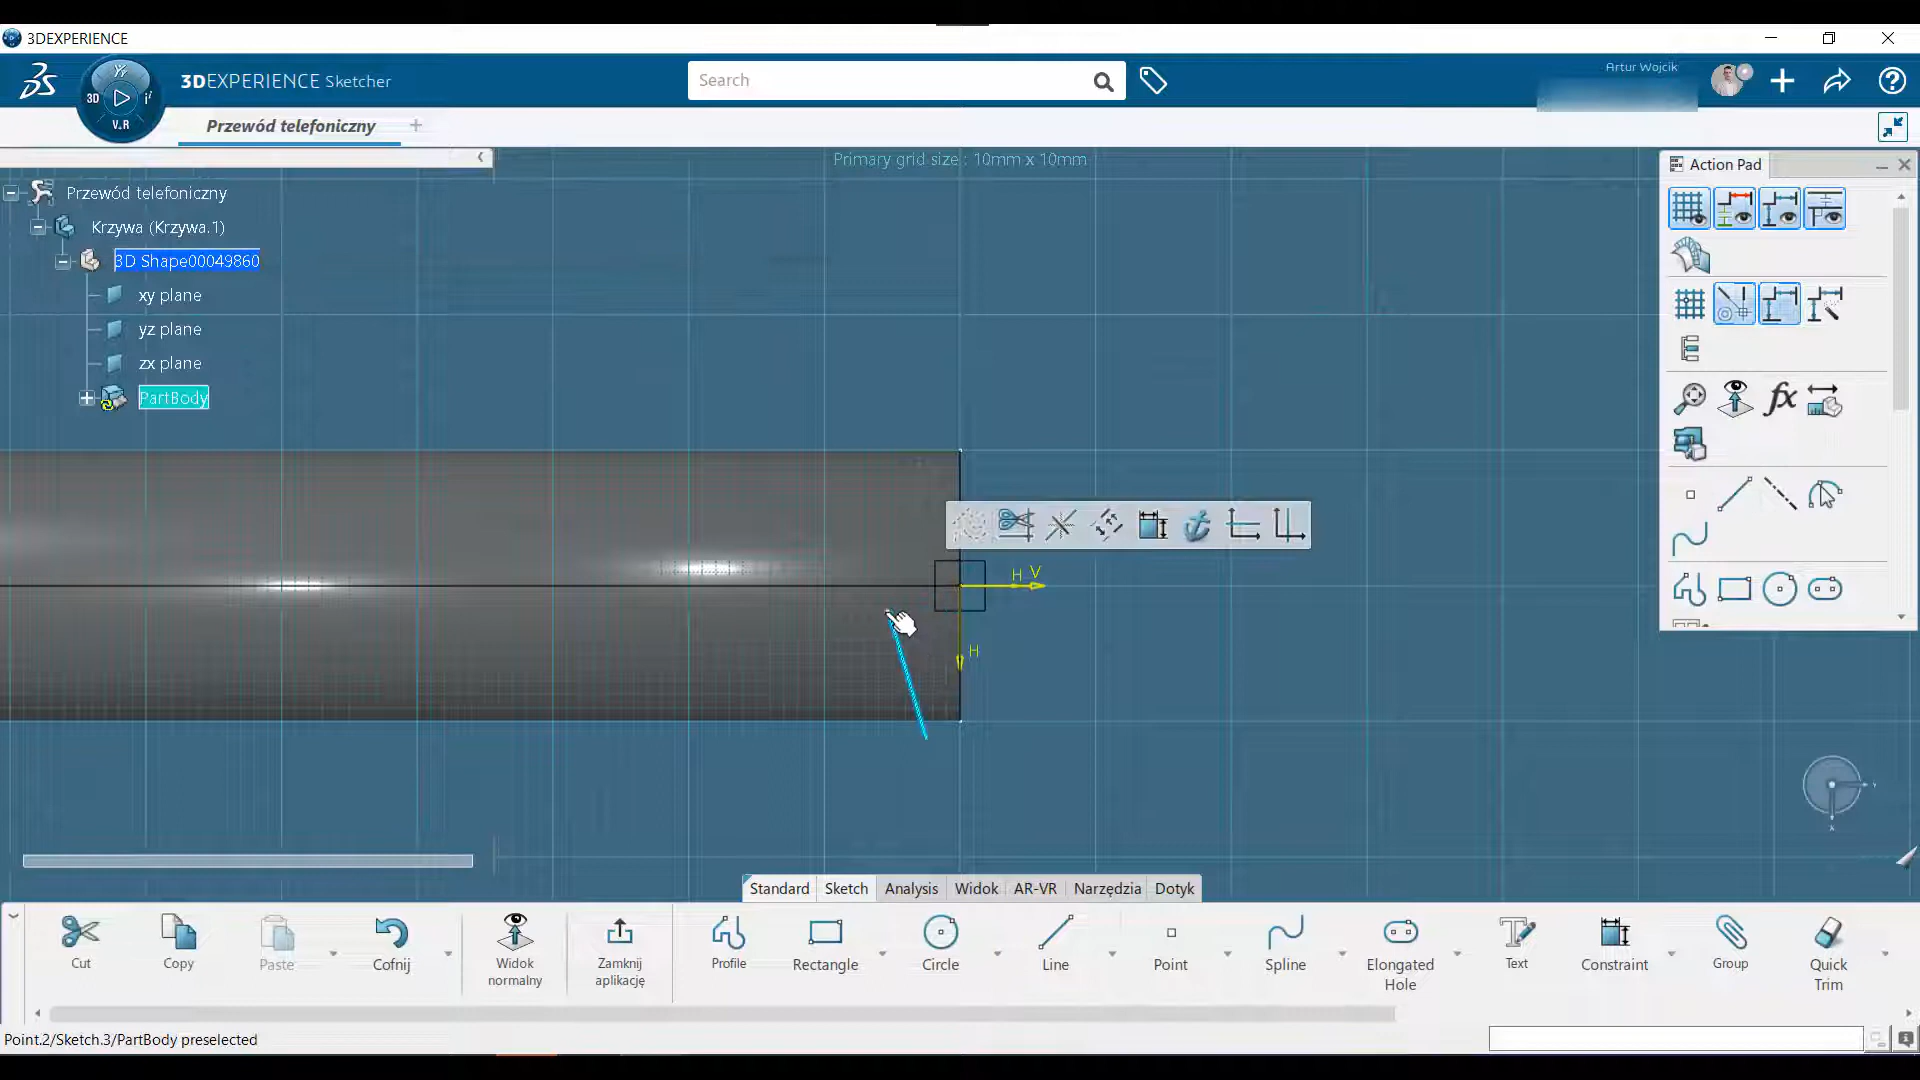 3DEXPERIENCE
3DEXPERIENCE Sketcher
Search
Artur Wojcik
3D
V.R
Przewód telefoniczny
Primary grid size : 10mm x 10mm
Action Pad
Przewód telefoniczny
Krzywa (Krzywa.1)
3D Shape00049860
xy plane
yz plane
zx plane
PartBody
fx
H V
H
Standard Sketch Analysis Widok AR-VR Narzędzia Dotyk
Cut
Copy
Paste
Cofnij
Widok normalny
Zamknij aplikację
Profile
Rectangle
Circle
Line
Point
Spline
Elongated Hole
Text
Constraint
Group
Quick Trim
Point.2/Sketch.3/PartBody preselected